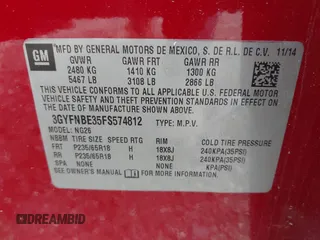 GM
MFD BY GENERAL MOTORS DE MEXICO, S. DE R.L. DE C.V. 11/14
GVWR GAWR FRT GAWR RR
2480 KG 1410 KG 1300 KG
5467 LB 3108 LB 2866 LB
THIS VEHICLE CONFORMS TO ALL APPLICABLE U.S. FEDERAL
MOTOR VEHICLE SAFETY STANDARDS IN EFFECT ON THE
DATE OF MANUFACTURE SHOWN ABOVE.
3GYFNBE35FS574812 TYPE: M.P.V.
MODEL: NG26
NBBM TIRE SIZE SPEED RTG RIM COLD TIRE PRESSURE
FRT P235/65R18 H 18X8J 240KPA(35PSI)
RR P235/65R18 H 18X8J 240KPA(35PSI)
SPA NONE NONE KPA(PSI)
SEE OWNER'S MANUAL FOR ADDITIONAL INFORMATION
DREAMBID